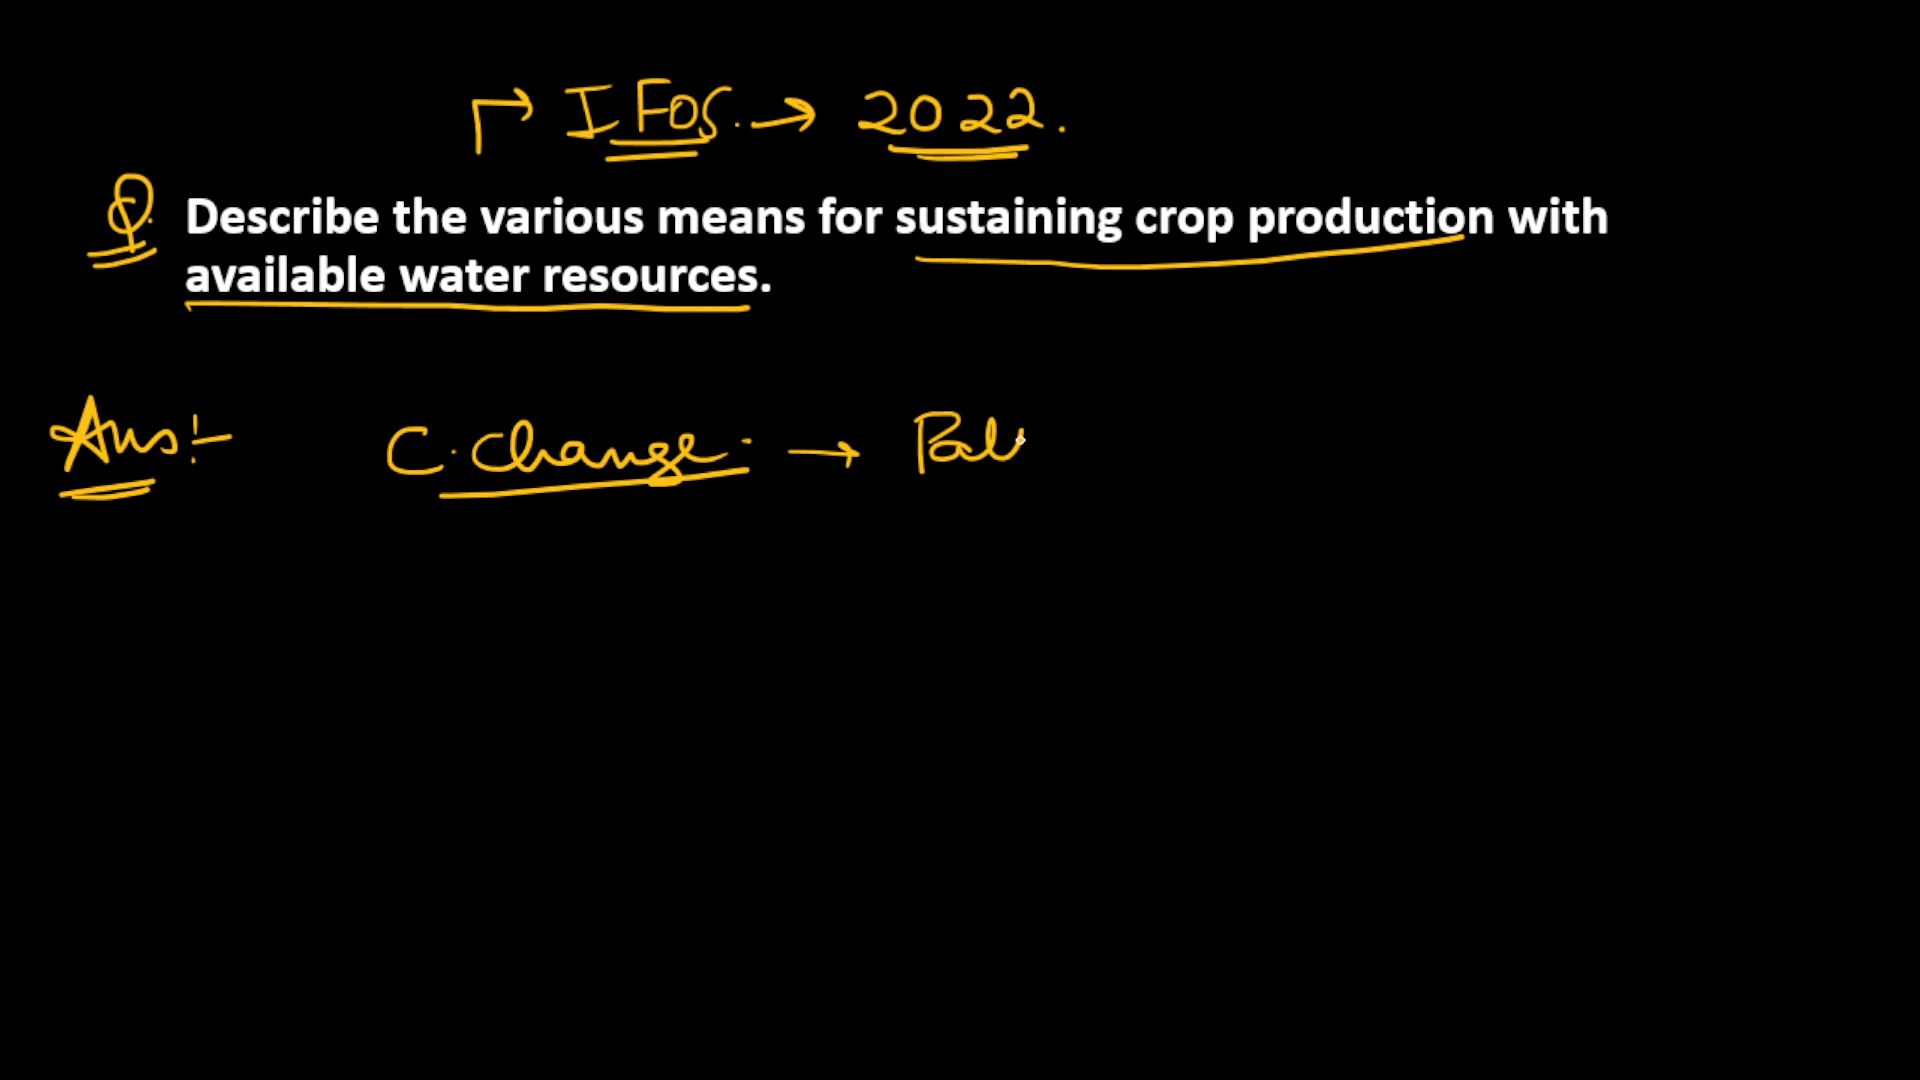 IFoS. → 2022.
Q. Describe the various means for sustaining crop production with
available water resources.
Ans:- C. Change. →